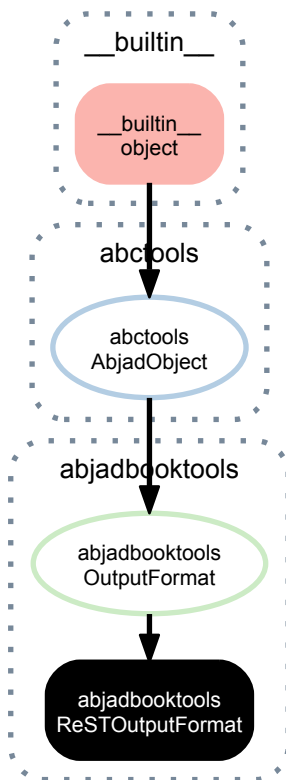 __builtin__
__builtin__
object
abctools
abctools
AbjadObject
abjadbooktools
abjadbooktools
OutputFormat
abjadbooktools
ReSTOutputFormat